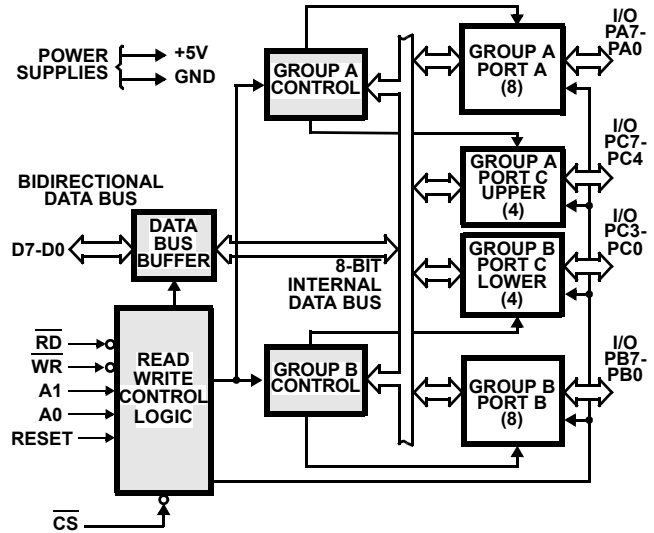 POWER
SUPPLIES
+5V
GND
GROUP A
CONTROL
GROUP A
PORT A
(8)
I/O
PA7-
PA0
GROUP A
PORT C
UPPER
(4)
I/O
PC7-
PC4
BIDIRECTIONAL
DATA BUS
D7-D0
DATA
BUS
BUFFER
8-BIT
INTERNAL
DATA BUS
GROUP B
PORT C
LOWER
(4)
I/O
PC3-
PC0
RD
WR
A1
A0
RESET
READ
WRITE
CONTROL
LOGIC
GROUP B
CONTROL
GROUP B
PORT B
(8)
I/O
PB7-
PB0
CS